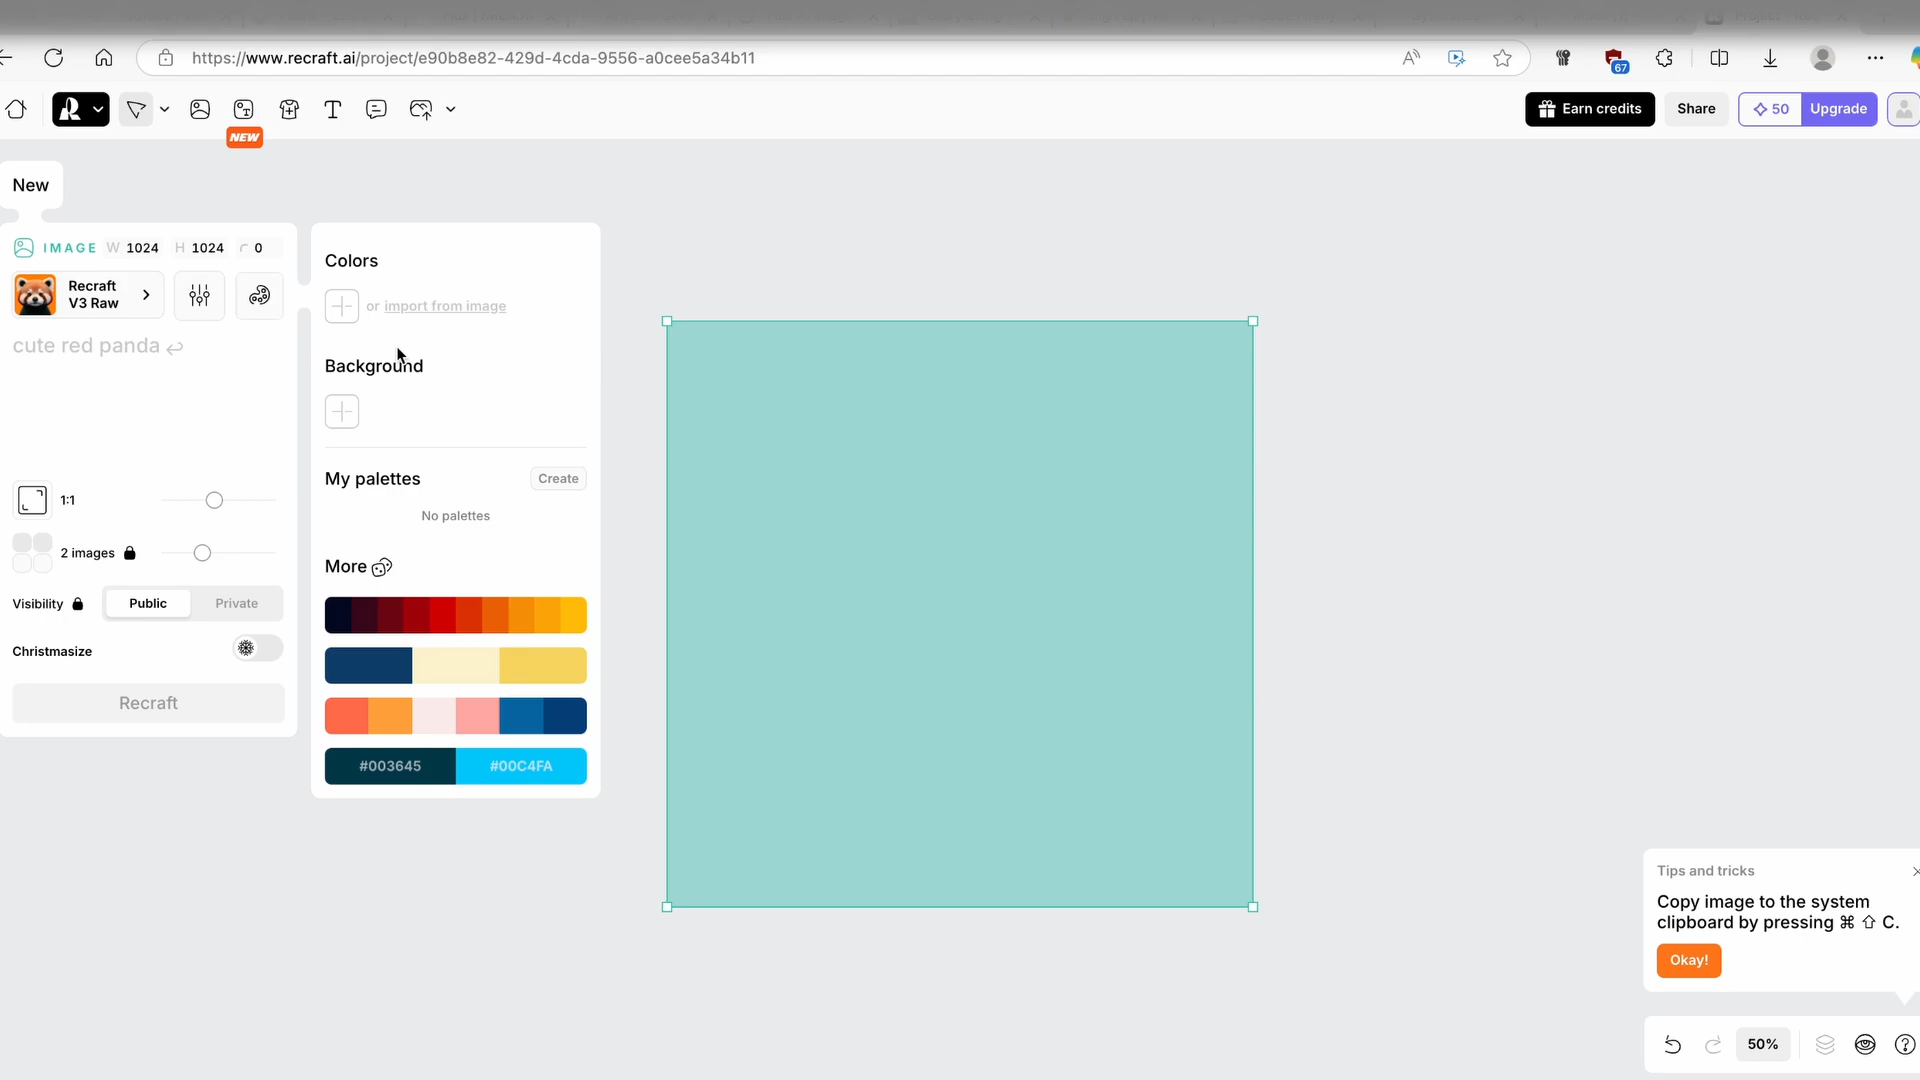 https://www.recraft.ai/project/e90b8e82-429d-4cda-9556-a0cee5a34b11
67
NEW
Earn credits
Share
50
Upgrade
New
IMAGE W 1024 H 1024 0
Recraft
V3 Raw
cute red panda
1:1
2 images
Visibility
Public
Private
Christmasize
Recraft
Colors
or import from image
Background
My palettes
Create
No palettes
More
#003645
#00C4FA
Tips and tricks
Copy image to the system
clipboard by pressing ⌘ ⇧ C.
Okay!
50%